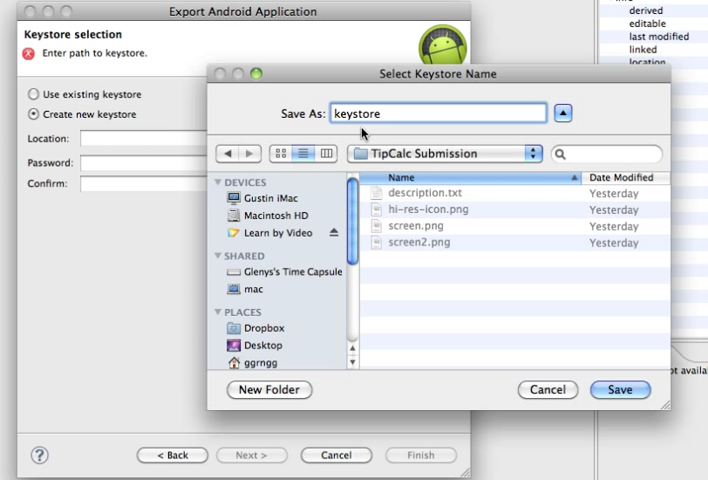 Export Android Application
Keystore selection
Enter path to keystore.
Use existing keystore
Create new keystore
Location:
Password:
Confirm:
< Back
Next >
Cancel
Finish
Select Keystore Name
Save As: keystore
TipCalc Submission
DEVICES
Gustin iMac
Macintosh HD
Learn by Video
SHARED
Glenys's Time Capsule
mac
PLACES
Dropbox
Desktop
ggrngg
Name Date Modified
description.txt Yesterday
hi-res-icon.png Yesterday
screen.png Yesterday
screen2.png Yesterday
New Folder
Cancel
Save
derived
editable
last modified
linked
location
ot availa